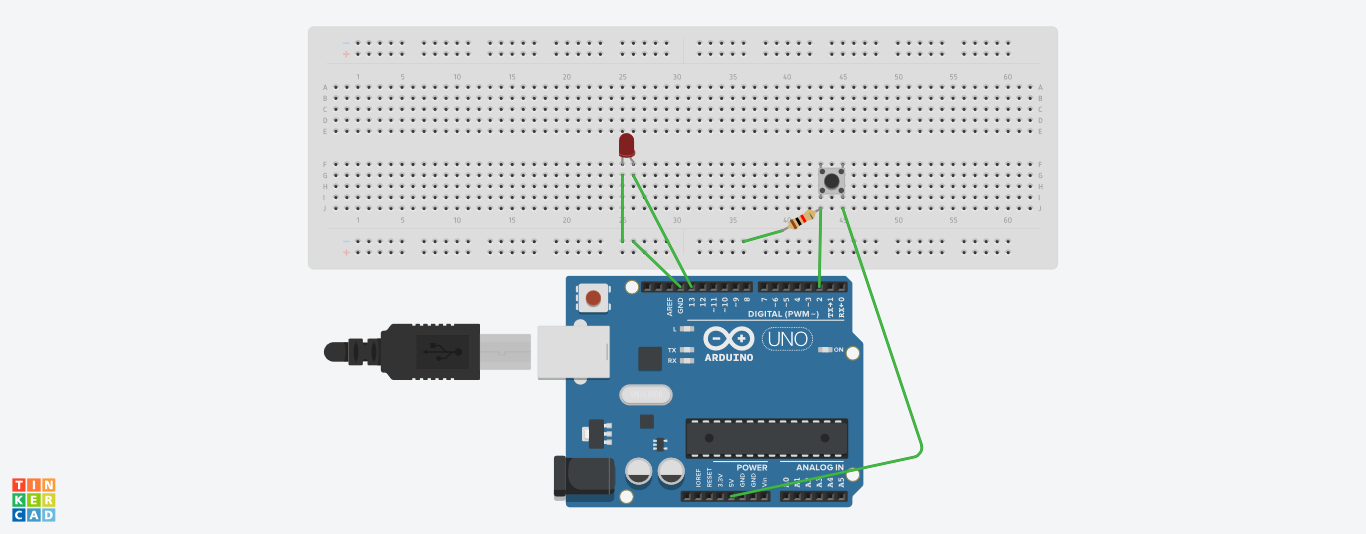 1 5 10 15 20 25 30 35 40 45 50 55 60
A A
B B
C C
D D
E E
F F
G G
H H
I I
J J
1 5 10 15 20 30 35 40 45 50 55 60
AREF
GND
13
12
~11
~10
~9
8
7
~6
~5
4
~3
2
TX→1
RX←0
DIGITAL (PWM~)
L
TX
RX
ARDUINO
UNO
ON
POWER
ANALOG IN
IOREF
RESET
3.3V
5V
GND
GND
Vin
A0
A1
A2
A3
A4
A5
TIN
KER
CAD